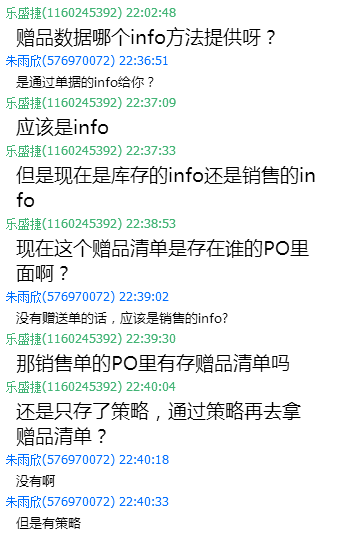 乐盛捷(1160245392) 22:02:48
赠品数据哪个info方法提供呀？
朱雨欣(576970072) 22:36:51
是通过单据的info给你？
乐盛捷(1160245392) 22:37:09
应该是info
乐盛捷(1160245392) 22:37:33
但是现在是库存的info还是销售的in
fo
乐盛捷(1160245392) 22:38:53
现在这个赠品清单是存在谁的PO里
面啊？
朱雨欣(576970072) 22:39:02
没有赠送单的话，应该是销售的info?
乐盛捷(1160245392) 22:39:30
那销售单的PO里有存赠品清单吗
乐盛捷(1160245392) 22:40:04
还是只存了策略，通过策略再去拿
赠品清单？
朱雨欣(576970072) 22:40:18
没有啊
朱雨欣(576970072) 22:40:33
但是有策略